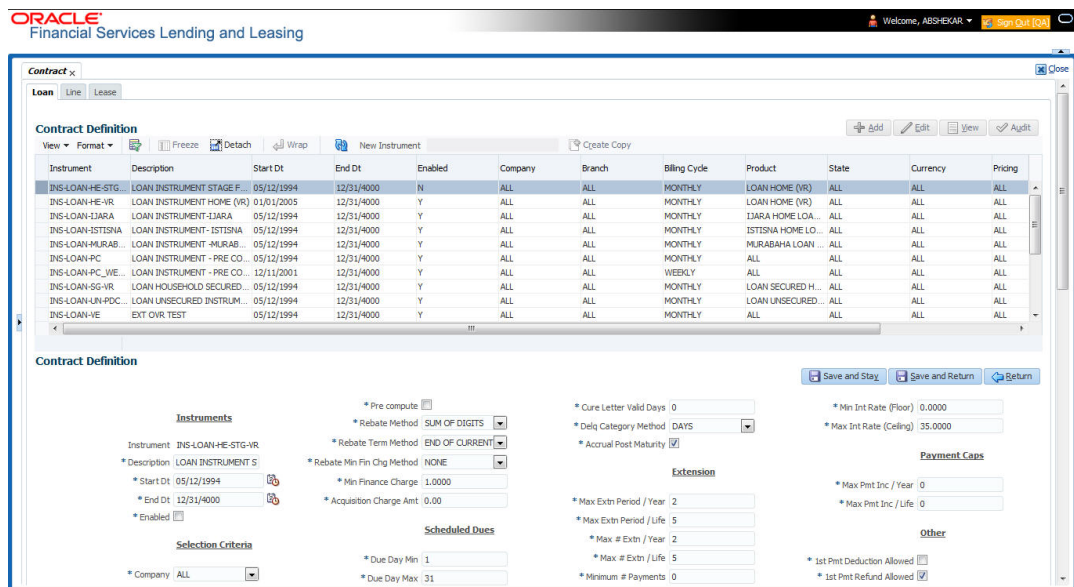 ORACLE
Financial Services Lending and Leasing
Welcome, ABSHEKAR
Sign Out [QA]
Contract x
Close
Loan Line Lease
Contract Definition
Add Edit View Audit
View Format Freeze Detach Wrap New Instrument Create Copy
Instrument Description Start Dt End Dt Enabled Company Branch Billing Cycle Product State Currency Pricing
INS-LOAN-HE-STG... LOAN INSTRUMENT STAGE F... 05/12/1994 12/31/4000 N ALL ALL MONTHLY LOAN HOME (VR) ALL ALL ALL
INS-LOAN-HE-VR LOAN INSTRUMENT HOME (VR) 01/01/2005 12/31/4000 Y ALL ALL MONTHLY LOAN HOME (VR) ALL ALL ALL
INS-LOAN-IJARA LOAN INSTRUMENT-IJARA 05/12/1994 12/31/4000 Y ALL ALL MONTHLY IJARA HOME LOA... ALL ALL ALL
INS-LOAN-ISTISNA LOAN INSTRUMENT- ISTISNA 05/12/1994 12/31/4000 Y ALL ALL MONTHLY ISTISNA HOME LO... ALL ALL ALL
INS-LOAN-MURAB... LOAN INSTRUMENT -MURAB... 05/12/1994 12/31/4000 Y ALL ALL MONTHLY MURABAHA LOAN ... ALL ALL ALL
INS-LOAN-PC LOAN INSTRUMENT - PRE CO... 05/12/1994 12/31/4000 Y ALL ALL MONTHLY ALL ALL ALL ALL
INS-LOAN-PC_WE... LOAN INSTRUMENT - PRE CO... 12/11/2001 12/31/4000 Y ALL ALL WEEKLY ALL ALL ALL ALL
INS-LOAN-SG-VR LOAN HOUSEHOLD SECURED... 05/12/1994 12/31/4000 Y ALL ALL MONTHLY LOAN SECURED H... ALL ALL ALL
INS-LOAN-UN-PDC... LOAN UNSECURED INSTRUM... 05/12/1994 12/31/4000 Y ALL ALL MONTHLY LOAN UNSECURED... ALL ALL ALL
INS-LOAN-VE EXT OVR TEST 05/12/1994 12/31/4000 Y ALL ALL MONTHLY ALL ALL ALL ALL
Contract Definition
Save and Stay Save and Return Return
Instruments
Instrument INS-LOAN-HE-STG-VR
* Description LOAN INSTRUMENT S
* Start Dt 05/12/1994
* End Dt 12/31/4000
* Enabled
Selection Criteria
* Company ALL
* Pre compute
* Rebate Method SUM OF DIGITS
* Rebate Term Method END OF CURRENT
* Rebate Min Fin Chg Method NONE
* Min Finance Charge 1.0000
* Acquisition Charge Amt 0.00
Scheduled Dues
* Due Day Min 1
* Due Day Max 31
* Cure Letter Valid Days 0
* Delq Category Method DAYS
* Accrual Post Maturity
Extension
* Max Extn Period / Year 2
* Max Extn Period / Life 5
* Max # Extn / Year 2
* Max # Extn / Life 5
* Minimum # Payments 0
* Min Int Rate (Floor) 0.0000
* Max Int Rate (Ceiling) 35.0000
Payment Caps
* Max Pmt Inc / Year 0
* Max Pmt Inc / Life 0
Other
* 1st Pmt Deduction Allowed
* 1st Pmt Refund Allowed